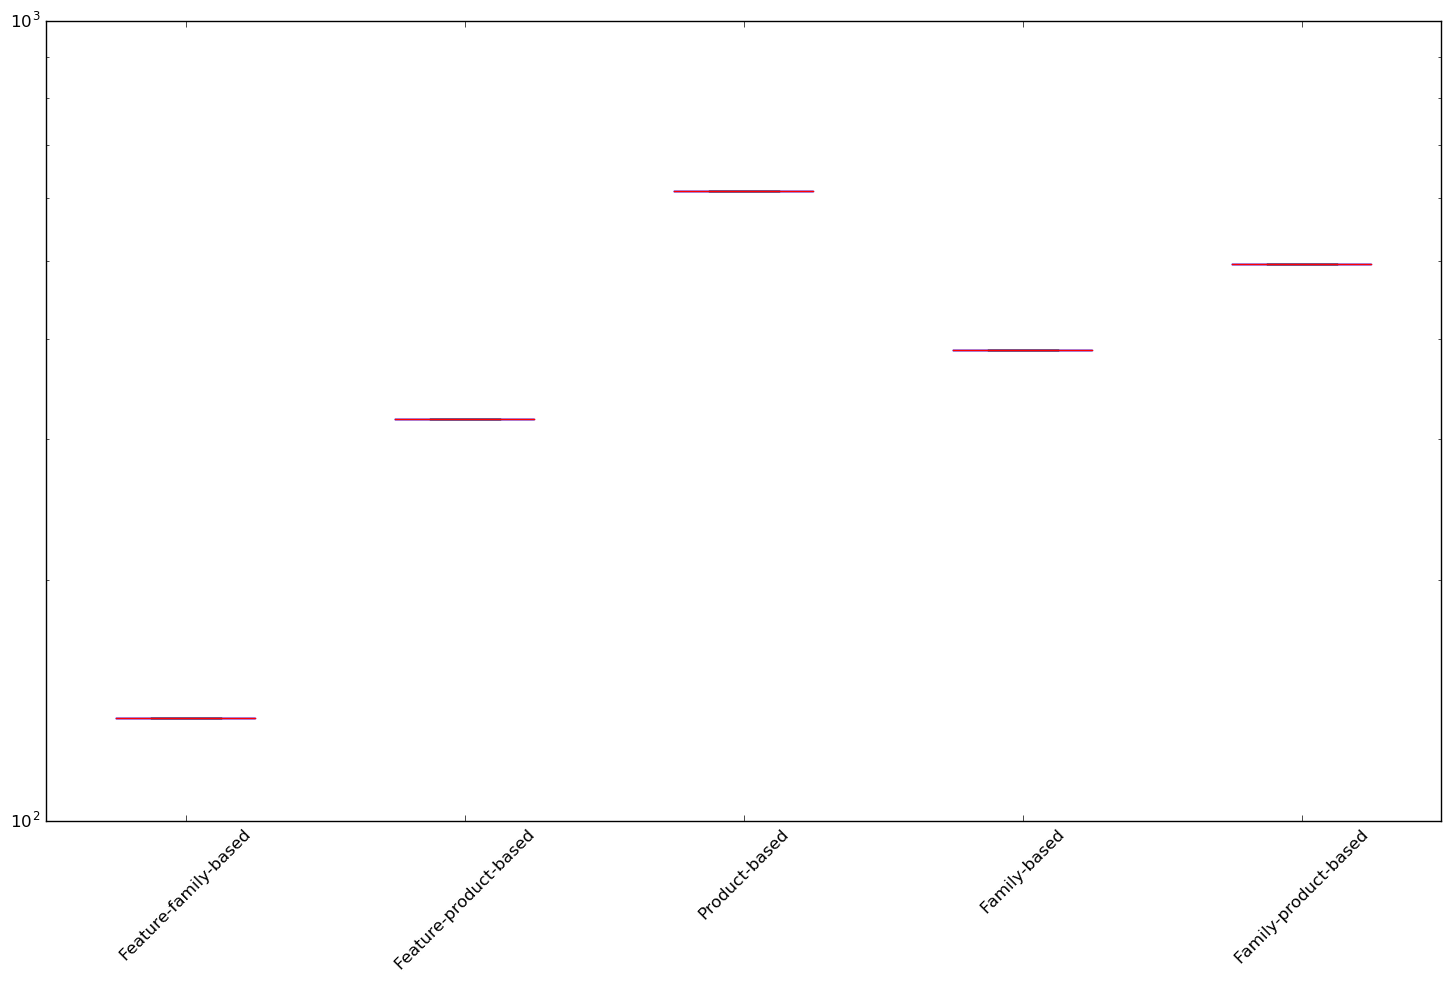 10³
10²
Feature-family-based
Feature-product-based
Product-based
Family-based
Family-product-based